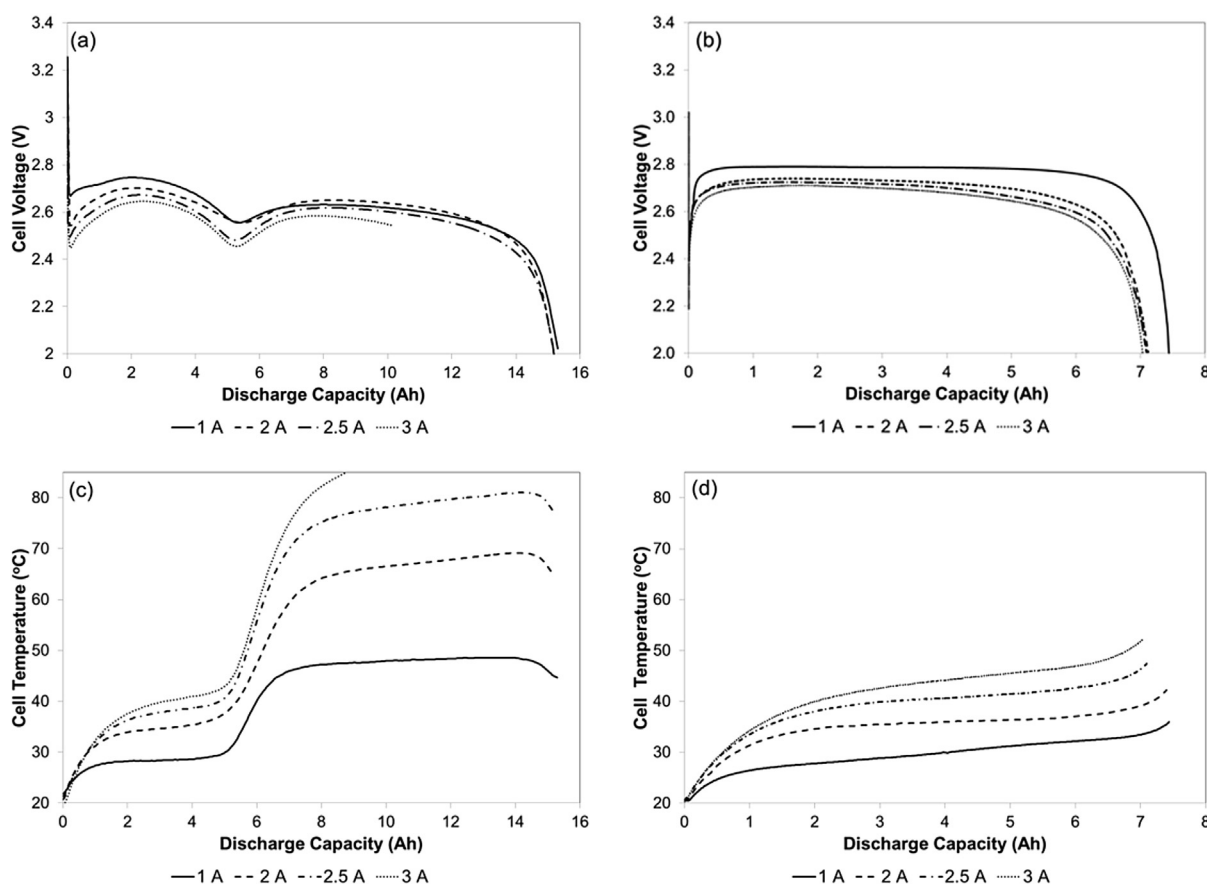 (a)
3.4
3.2
3
2.8
2.6
2.4
2.2
2
Cell Voltage (V)
0 2 4 6 8 10 12 14 16
Discharge Capacity (Ah)
1 A 2 A 2.5 A 3 A
(b)
3.4
3.2
3.0
2.8
2.6
2.4
2.2
2.0
Cell Voltage (V)
0 1 2 3 4 5 6 7 8
Discharge Capacity (Ah)
1 A 2 A 2.5 A 3 A
(c)
80
70
60
50
40
30
20
Cell Temperature (ºC)
0 2 4 6 8 10 12 14 16
Discharge Capacity (Ah)
1 A 2 A 2.5 A 3 A
(d)
80
70
60
50
40
30
20
Cell Temperature (ºC)
0 1 2 3 4 5 6 7 8
Discharge Capacity (Ah)
1 A 2 A 2.5 A 3 A